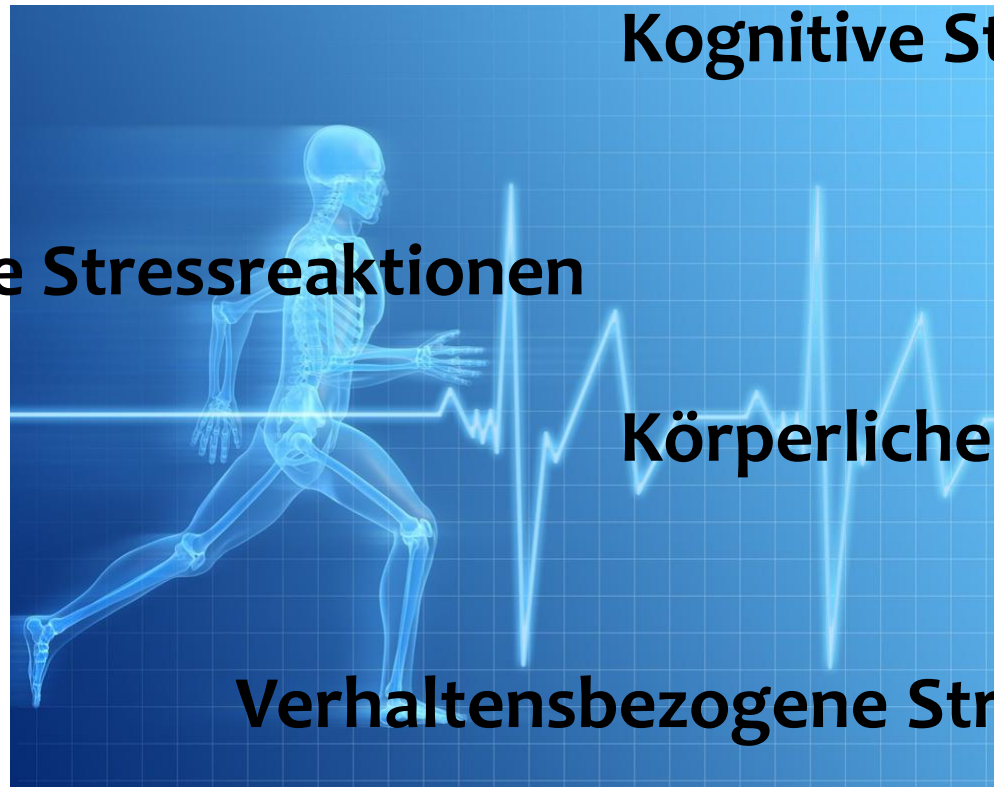 Kognitive St
e Stressreaktionen
Körperliche
Verhaltensbezogene Str